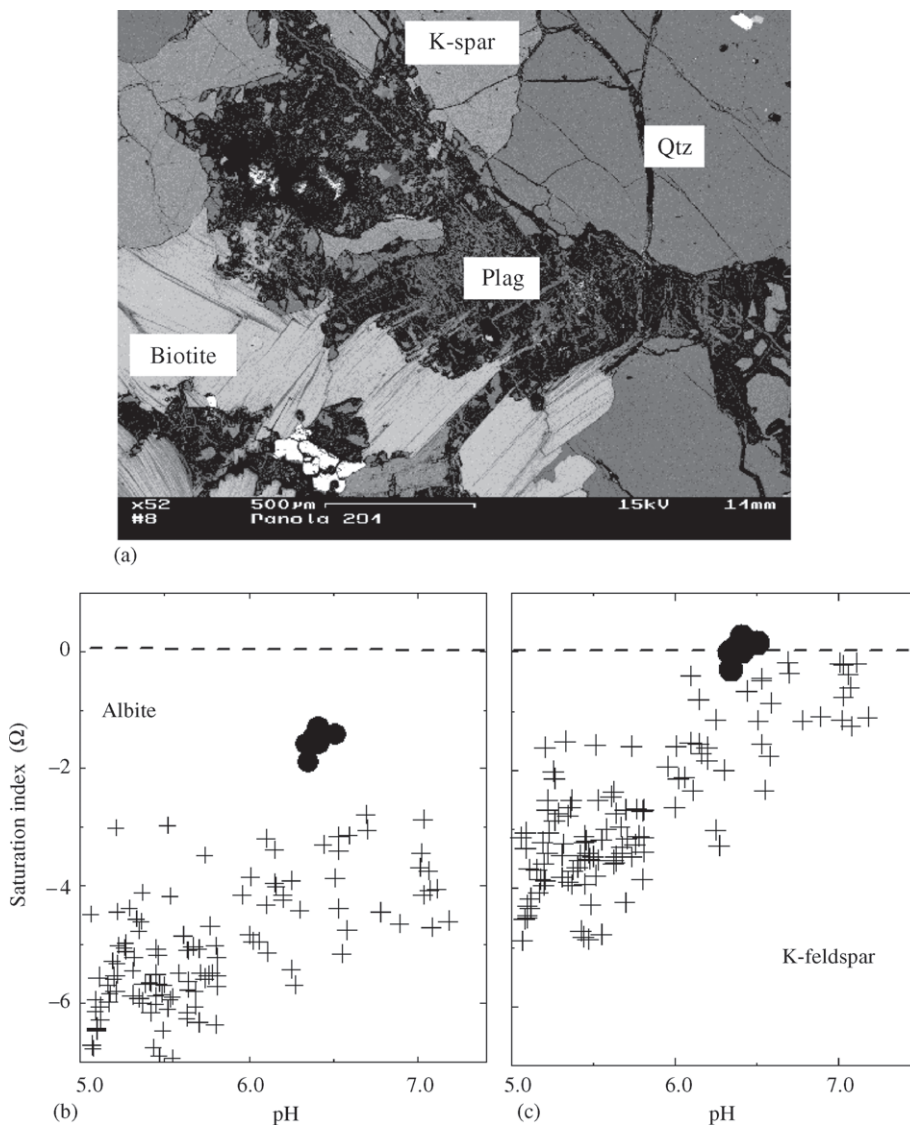 K-spar
Qtz
Plag
Biotite
x52 500µm 15kV 14mm
#8 Panola 204
(a)
Saturation index (Ω)
0
−2
−4
−6
Albite
5.0 6.0 7.0
(b) pH
K-feldspar
5.0 6.0 7.0
(c) pH